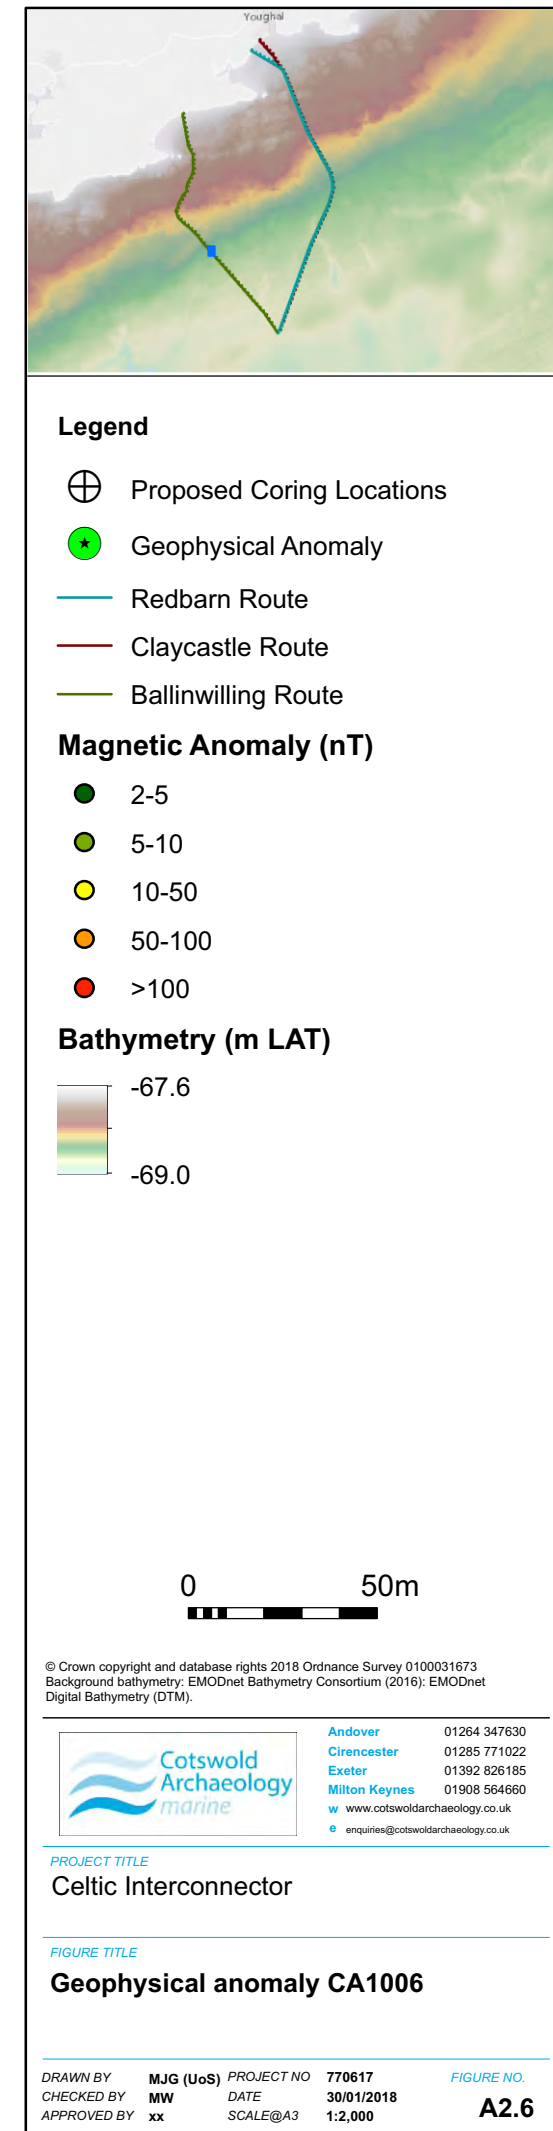 Youghal
Legend
Proposed Coring Locations
Geophysical Anomaly
Redbarn Route
Claycastle Route
Ballinwilling Route
Magnetic Anomaly (nT)
2-5
5-10
10-50
50-100
>100
Bathymetry (m LAT)
-67.6
-69.0
0 50m
© Crown copyright and database rights 2018 Ordnance Survey 0100031673
Background bathymetry: EMODnet Bathymetry Consortium (2016): EMODnet
Digital Bathymetry (DTM).
Cotswold
Archaeology
marine
Andover 01264 347630
Cirencester 01285 771022
Exeter 01392 826185
Milton Keynes 01908 564660
w www.cotswoldarchaeology.co.uk
e enquiries@cotswoldarchaeology.co.uk
PROJECT TITLE
Celtic Interconnector
FIGURE TITLE
Geophysical anomaly CA1006
DRAWN BY MJG (UoS) PROJECT NO 770617 FIGURE NO.
CHECKED BY MW DATE 30/01/2018
APPROVED BY xx SCALE@A3 1:2,000 A2.6